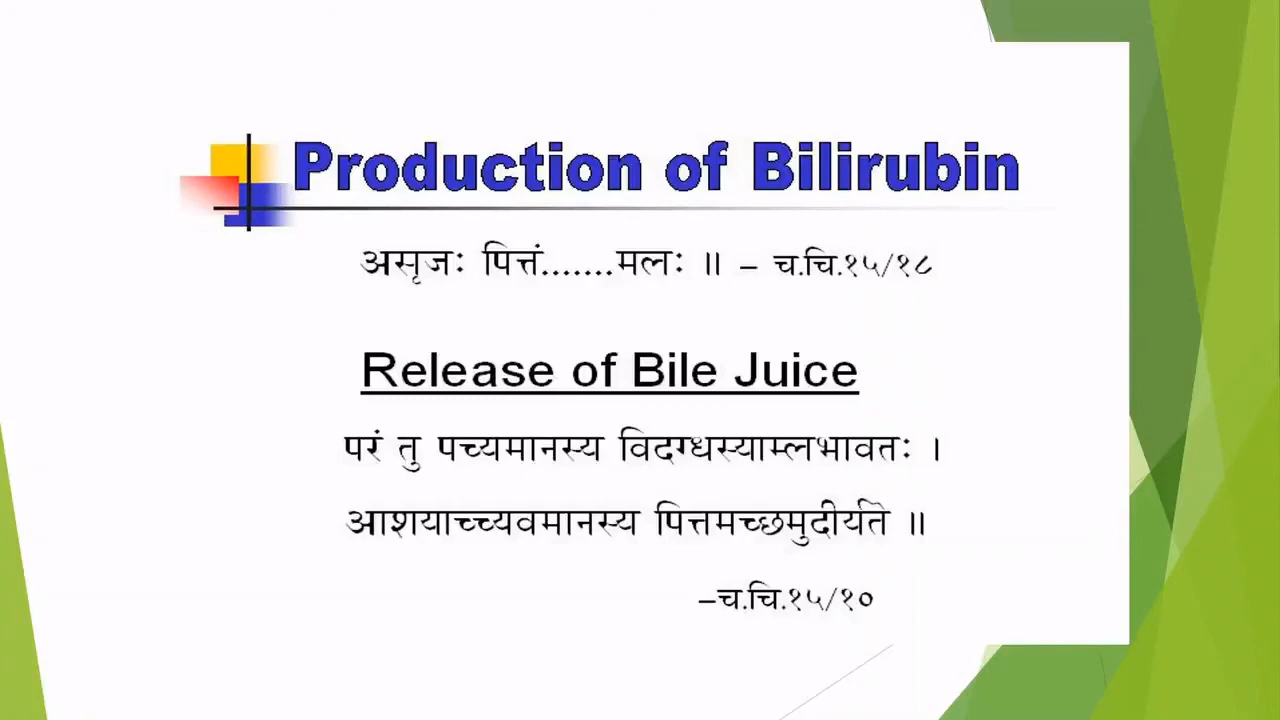 Production of Bilirubin
असृजः पित्तं.......मलः ॥ – च.चि.१५/१८
Release of Bile Juice
परं तु पच्यमानस्य विदग्धस्याम्लभावतः ।
आशयाच्च्यवमानस्य पित्तमच्छमुदीर्यते ॥
–च.चि.१५/१०